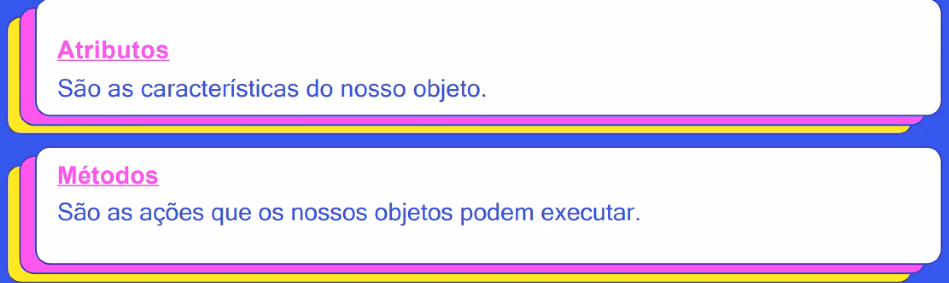 Atributos
São as características do nosso objeto.
Métodos
São as ações que os nossos objetos podem executar.